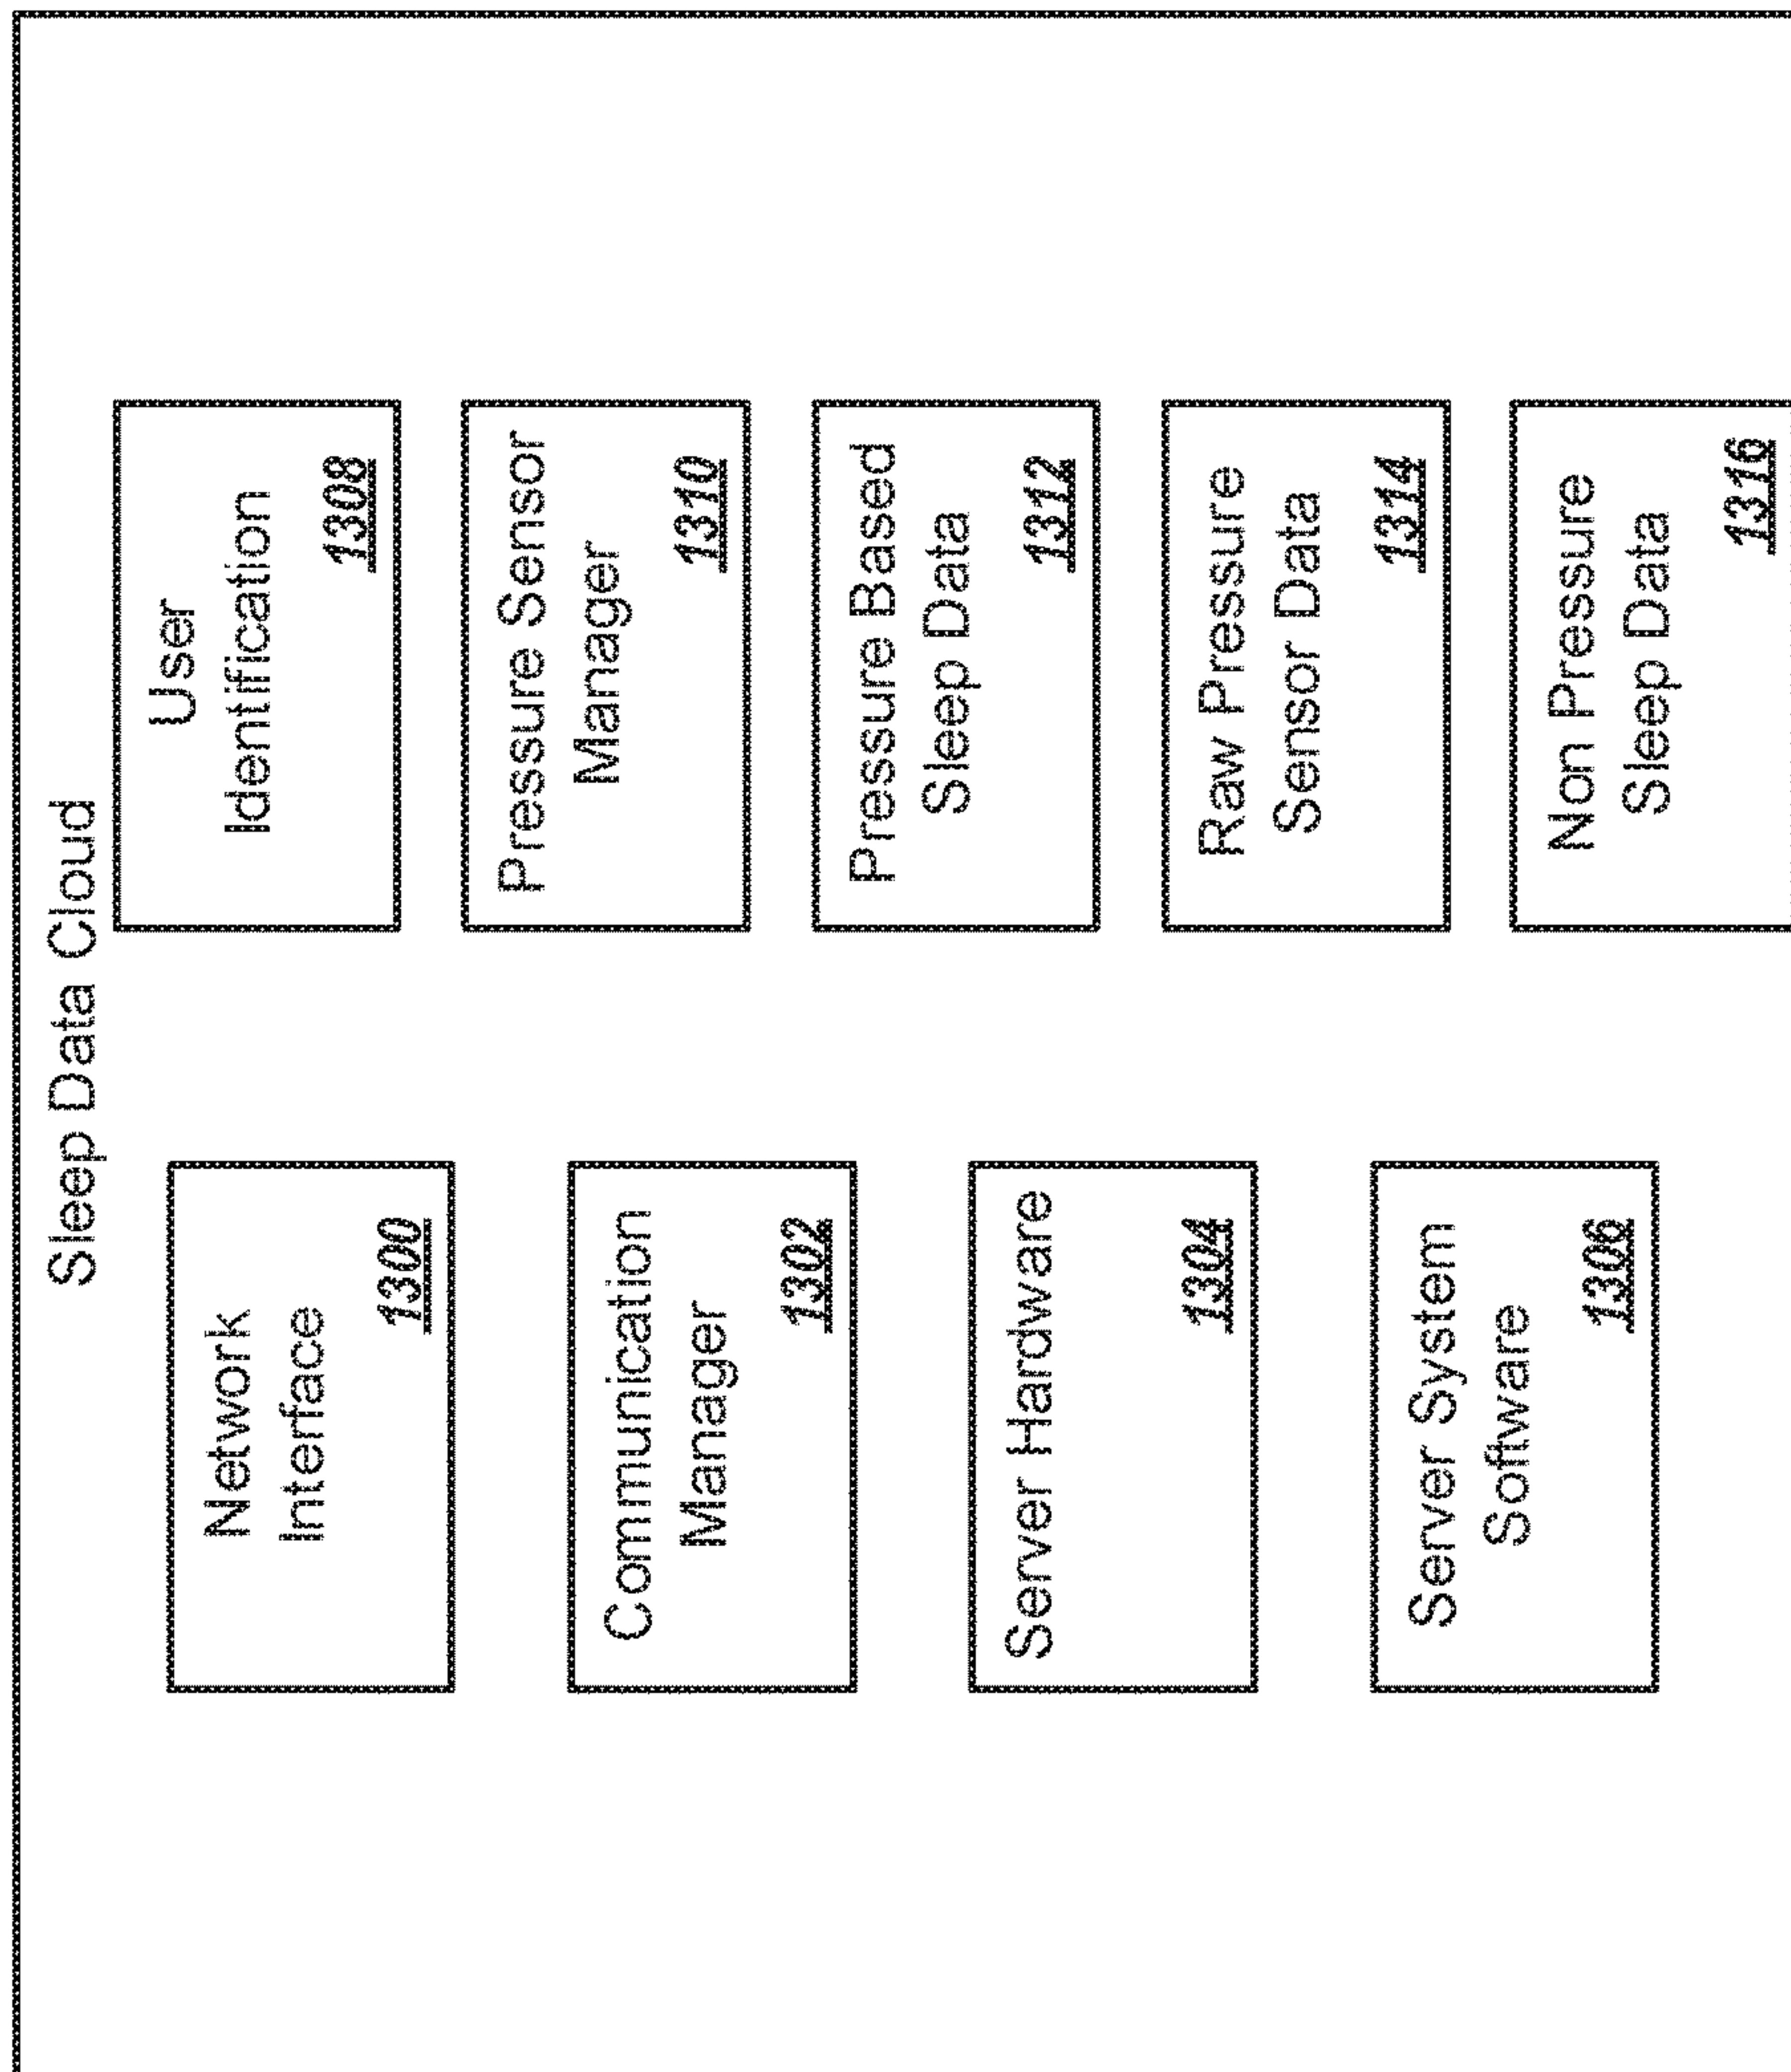 Sleep Data Cloud
Network
Interface
1300
Communication
Manager
1302
Server Hardware
1304
Server System
Software
1306
User
Identification
1308
Pressure Sensor
Manager
1310
Pressure Based
Sleep Data
1312
Raw Pressure
Sensor Data
1314
Non Pressure
Sleep Data
1316